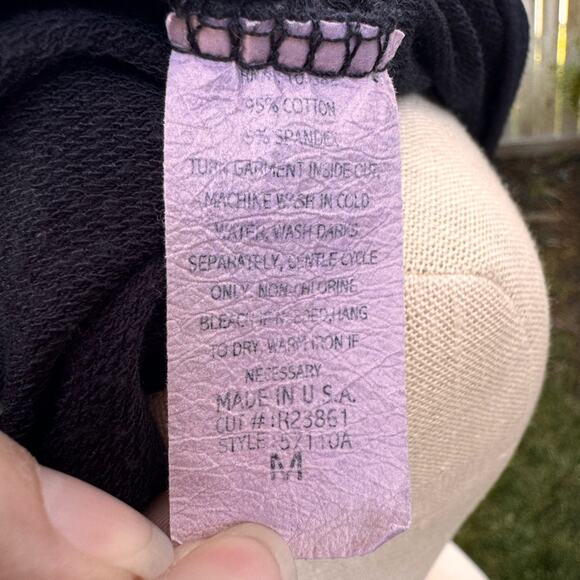 95% COTTON
5% SPANDEX
TURN GARMENT INSIDE OUT,
MACHINE WASH IN COLD
WATER, WASH DARKS
SEPARATELY, GENTLE CYCLE
ONLY. NON-CHLORINE
BLEACH IF NEEDED, HANG
TO DRY, WARM IRON IF
NECESSARY
MADE IN U.S.A.
CUT #: R23861
STYLE 57110A
M